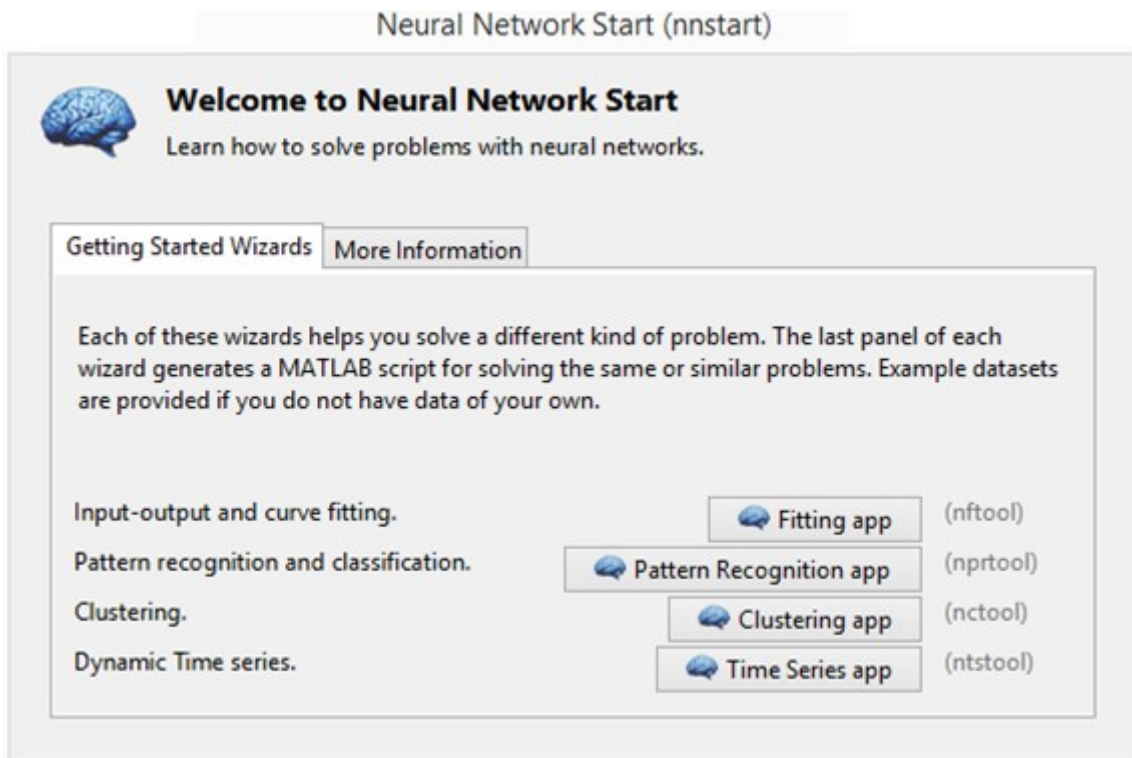 Neural Network Start (nnstart)
Welcome to Neural Network Start
Learn how to solve problems with neural networks.
Getting Started Wizards More Information
Each of these wizards helps you solve a different kind of problem. The last panel of each
wizard generates a MATLAB script for solving the same or similar problems. Example datasets
are provided if you do not have data of your own.
Input-output and curve fitting. Fitting app (nftool)
Pattern recognition and classification. Pattern Recognition app (nprtool)
Clustering. Clustering app (nctool)
Dynamic Time series. Time Series app (ntstool)